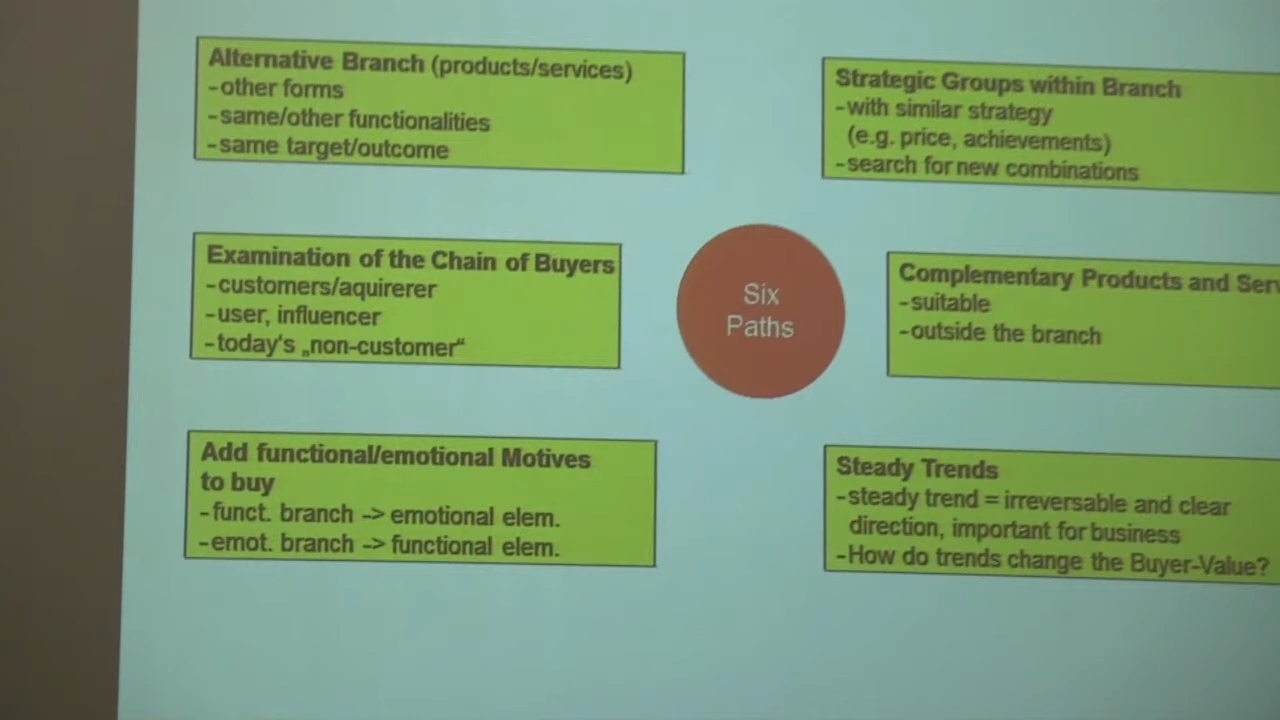 Alternative Branch (products/services)
-other forms
-same/other functionalities
-same target/outcome
Strategic Groups within Branch
-with similar strategy
(e.g. price, achievements)
-search for new combinations
Examination of the Chain of Buyers
-customers/aquirerer
-user, influencer
-today's „non-customer“
Six
Paths
Complementary Products and
-suitable
-outside the branch
Add functional/emotional Motives
to buy
-funct. branch -> emotional elem.
-emot. branch -> functional elem.
Steady Trends
-steady trend = irreversable and clear
direction, important for business
-How do trends change the Buyer-Value?